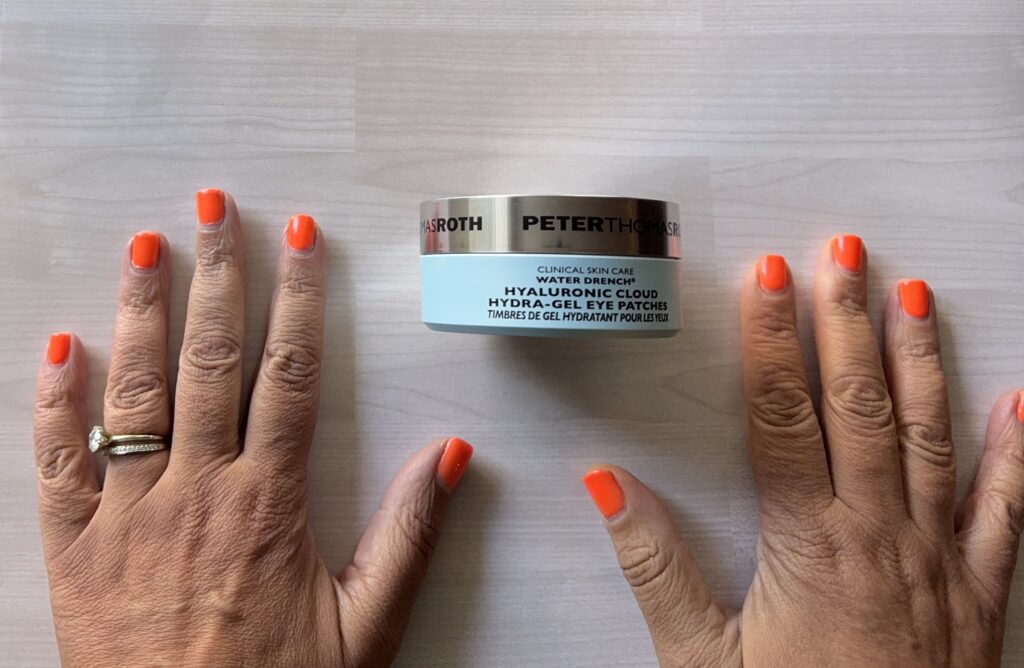 MASROTH PETERTHOMASRO
CLINICAL SKIN CARE
WATER DRENCH®
HYALURONIC CLOUD
HYDRA-GEL EYE PATCHES
TIMBRES DE GEL HYDRATANT POUR LES YEUX